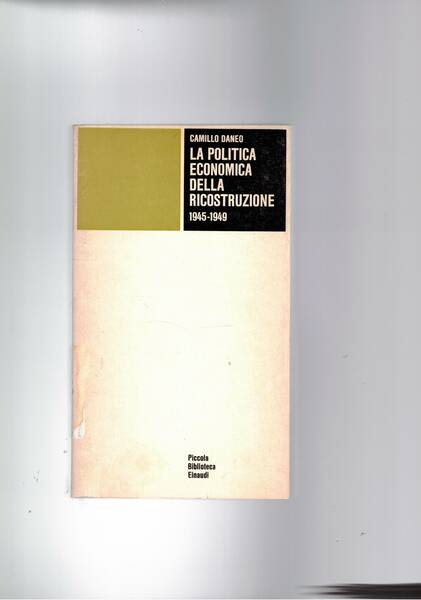 CAMILLO DANEO
LA POLITICA
ECONOMICA
DELLA
RICOSTRUZIONE
1945-1949
Piccola
Biblioteca
Einaudi